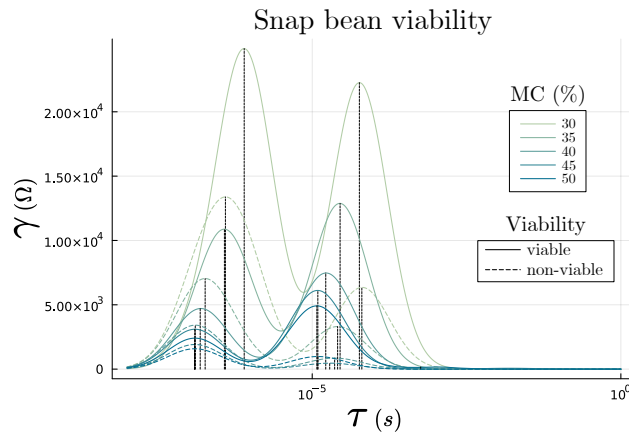 Snap bean viability
γ (Ω)
2.00×10⁴
1.50×10⁴
1.00×10⁴
5.00×10³
0
MC (%)
30
35
40
45
50
Viability
viable
non-viable
10⁻⁵
10⁰
τ (s)